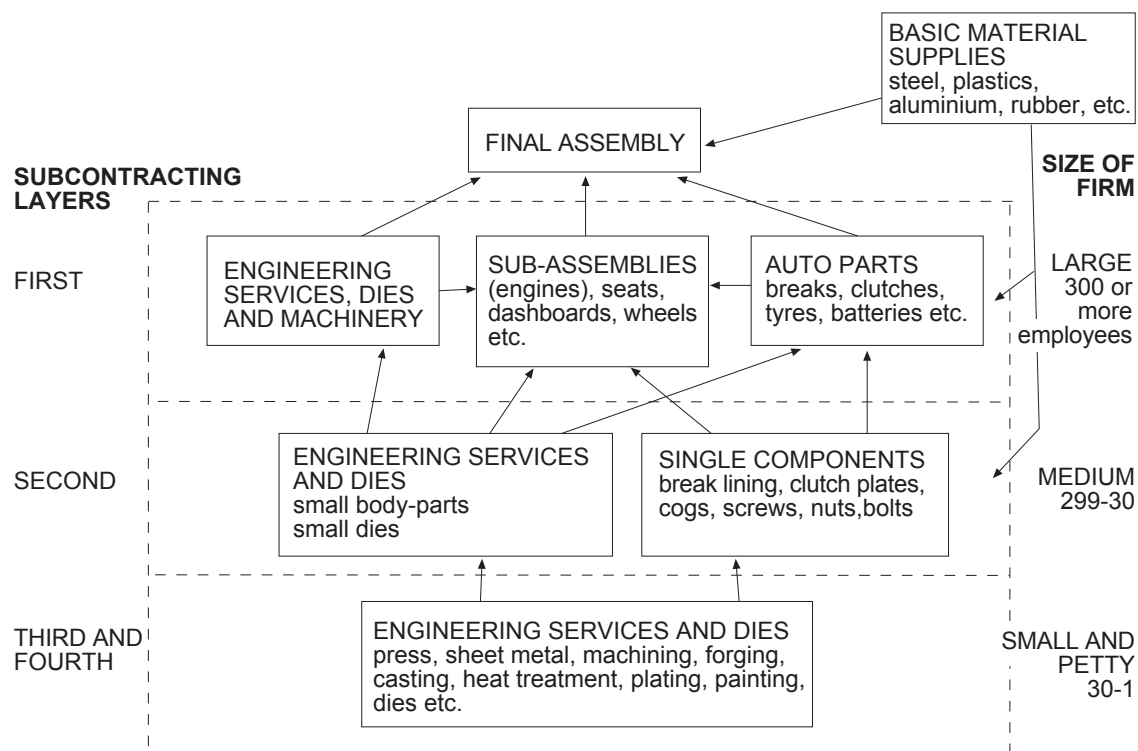 BASIC MATERIAL
SUPPLIES
steel, plastics,
aluminium, rubber, etc.
FINAL ASSEMBLY
SUBCONTRACTING
LAYERS
SIZE OF
FIRM
FIRST
ENGINEERING
SERVICES, DIES
AND MACHINERY
SUB-ASSEMBLIES
(engines), seats,
dashboards, wheels
etc.
AUTO PARTS
breaks, clutches,
tyres, batteries etc.
LARGE
300 or
more
employees
SECOND
ENGINEERING SERVICES
AND DIES
small body-parts
small dies
SINGLE COMPONENTS
break lining, clutch plates,
cogs, screws, nuts,bolts
MEDIUM
299-30
THIRD AND
FOURTH
ENGINEERING SERVICES AND DIES
press, sheet metal, machining, forging,
casting, heat treatment, plating, painting,
dies etc.
SMALL AND
PETTY
30-1